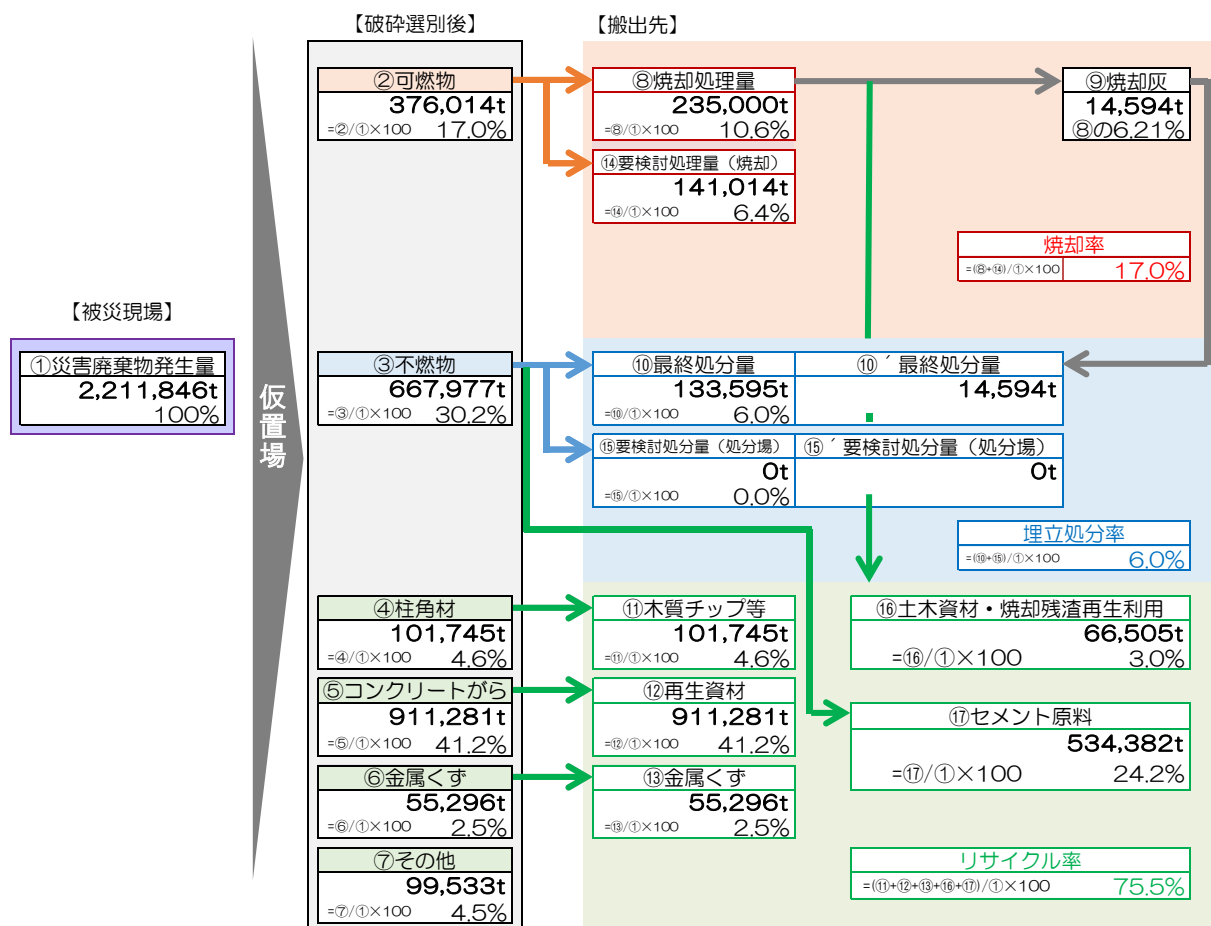 【破砕選別後】
【搬出先】
②可燃物
376,014t
=②/①×100 17.0%
⑧焼却処理量
235,000t
=⑧/①×100 10.6%
⑨焼却灰
14,594t
⑧の6.21%
⑭要検討処理量（焼却）
141,014t
=⑭/①×100 6.4%
焼却率
=(⑧+⑭)/①×100 17.0%
【被災現場】
①災害廃棄物発生量
2,211,846t
100%
仮置場
③不燃物
667,977t
=③/①×100 30.2%
⑩最終処分量
133,595t
=⑩/①×100 6.0%
⑩´最終処分量
14,594t
⑮要検討処分量（処分場）
0t
=⑮/①×100 0.0%
⑮´要検討処分量（処分場）
0t
埋立処分率
=(⑩+⑮)/①×100 6.0%
④柱角材
101,745t
=④/①×100 4.6%
⑪木質チップ等
101,745t
=⑪/①×100 4.6%
⑯土木資材・焼却残渣再生利用
66,505t
=⑯/①×100 3.0%
⑤コンクリートがら
911,281t
=⑤/①×100 41.2%
⑫再生資材
911,281t
=⑫/①×100 41.2%
⑰セメント原料
534,382t
=⑰/①×100 24.2%
⑥金属くず
55,296t
=⑥/①×100 2.5%
⑬金属くず
55,296t
=⑬/①×100 2.5%
⑦その他
99,533t
=⑦/①×100 4.5%
リサイクル率
=(⑪+⑫+⑬+⑯+⑰)/①×100 75.5%